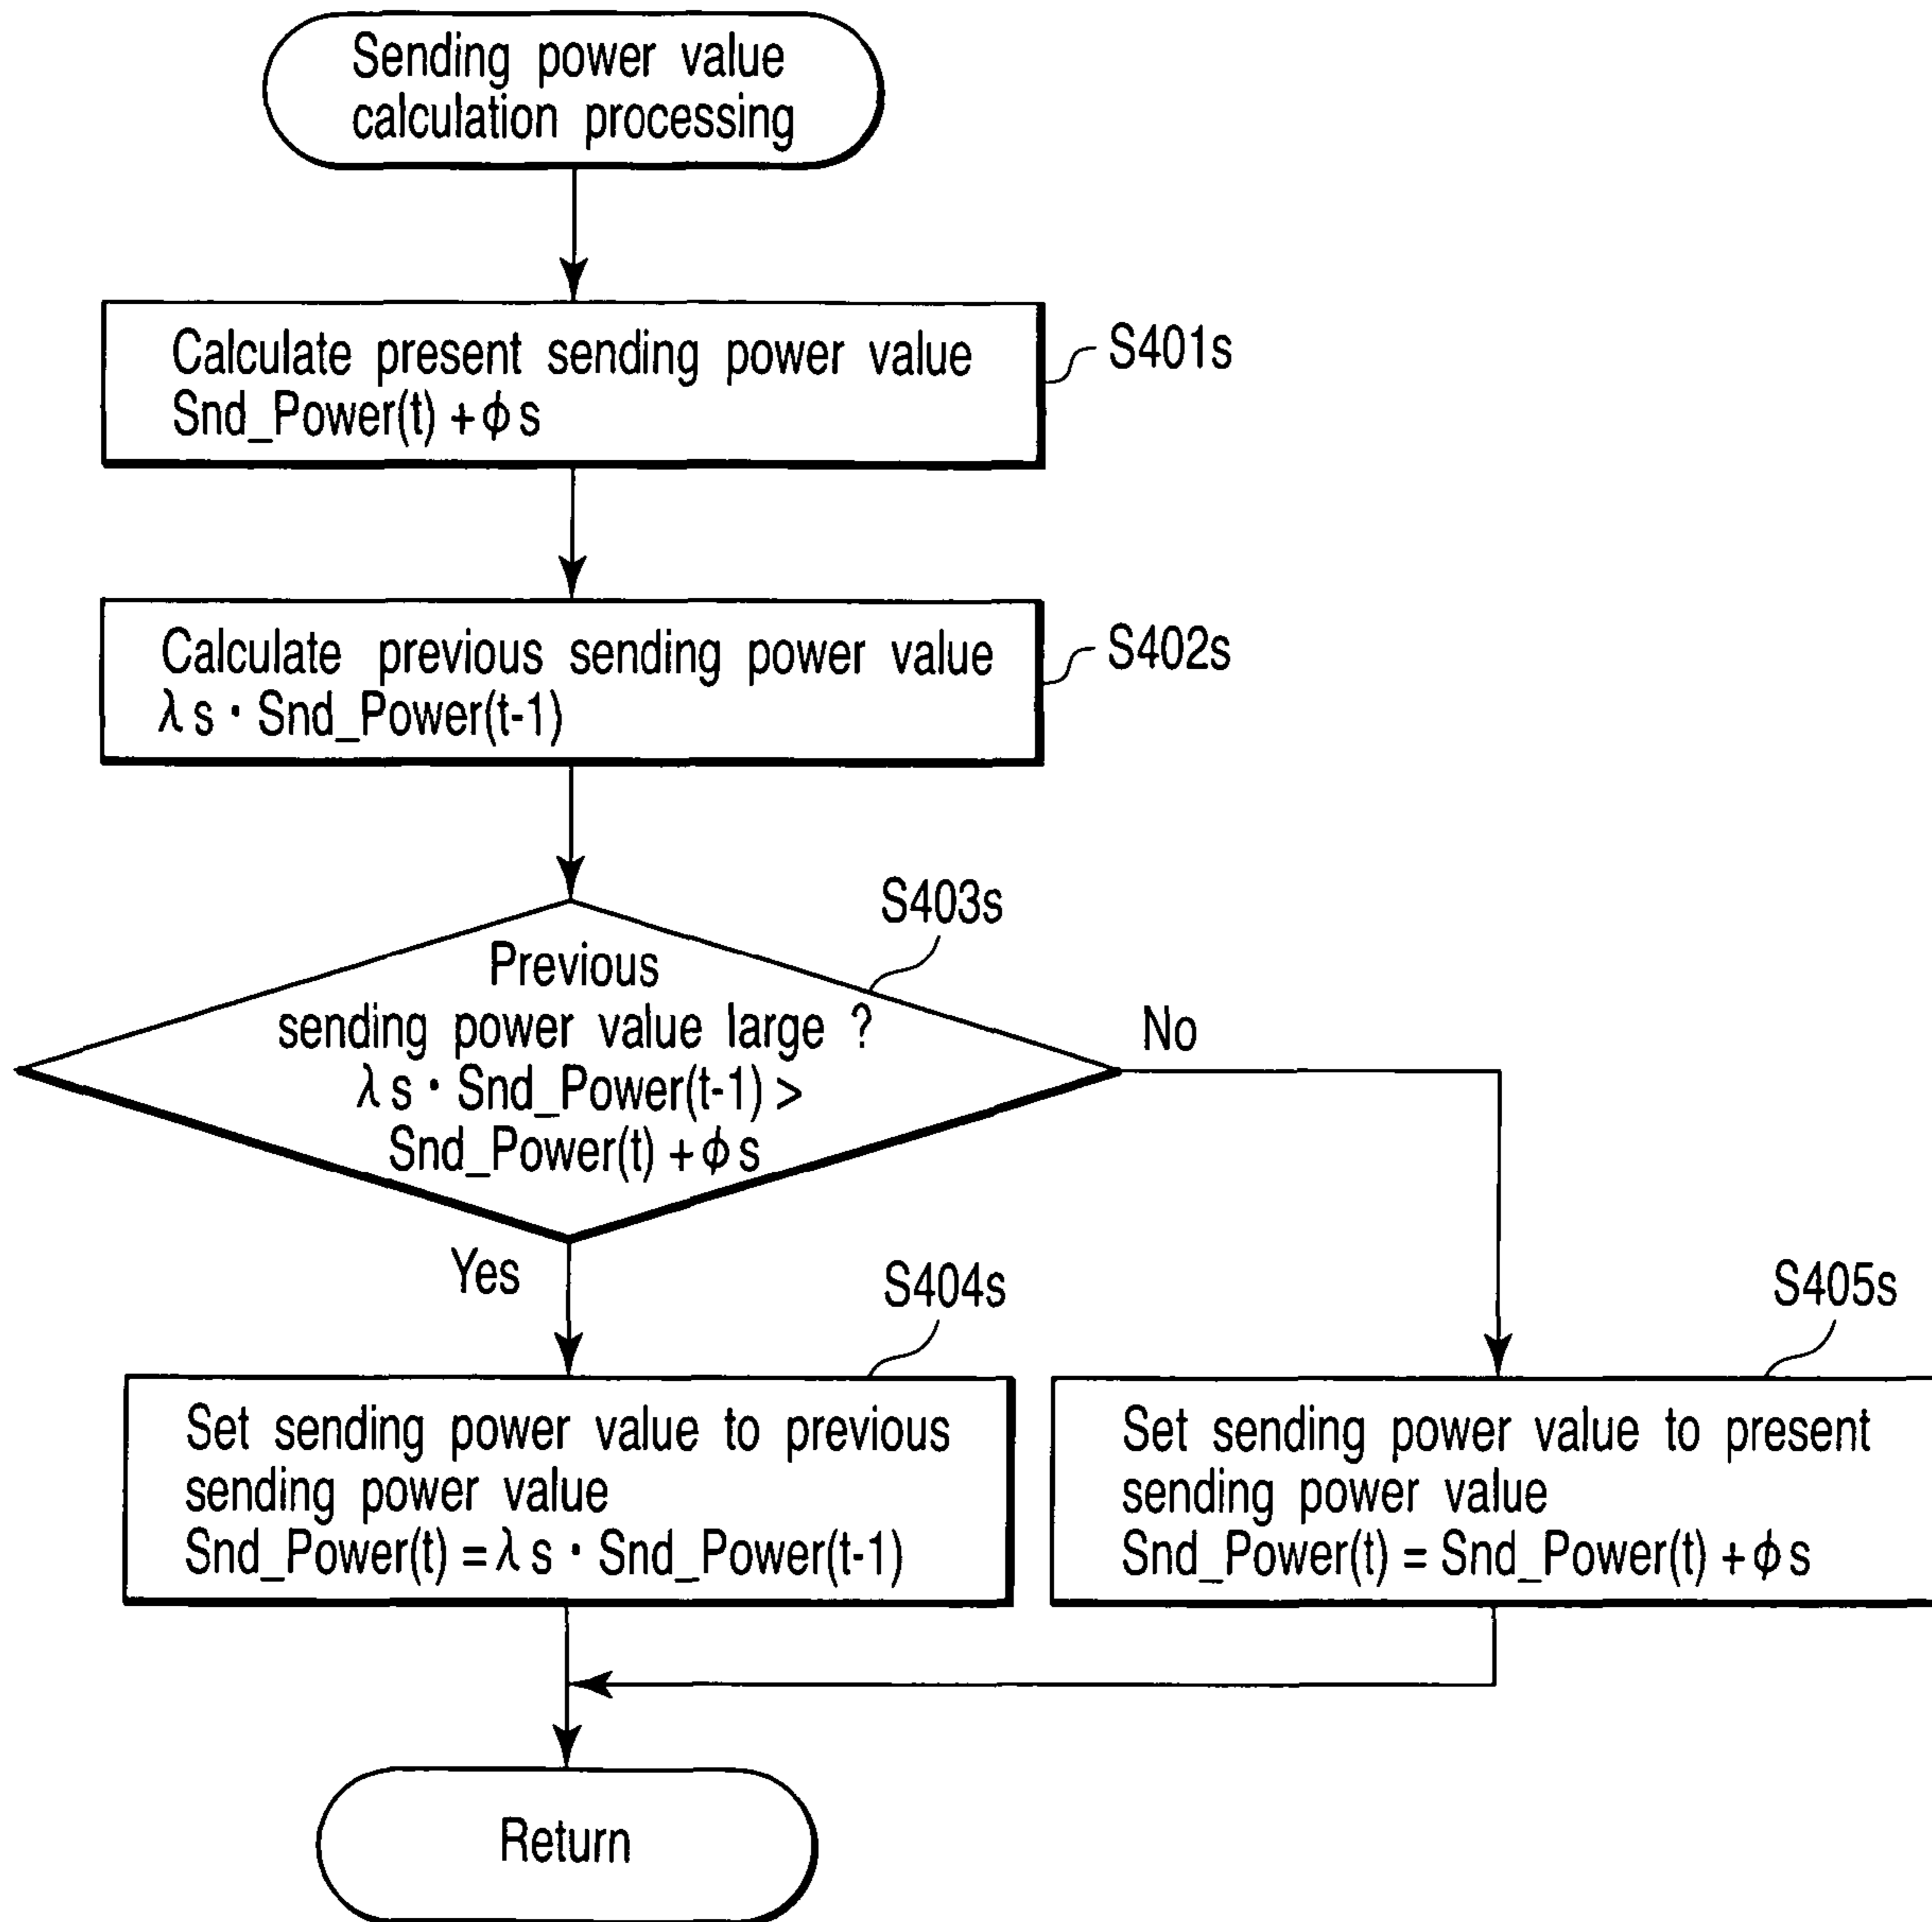 Sending power value
calculation processing
Calculate present sending power value
Snd_Power(t) + ϕ s
S401s
Calculate previous sending power value
λ s · Snd_Power(t-1)
S402s
S403s
Previous
sending power value large ?
λ s · Snd_Power(t-1) >
Snd_Power(t) + ϕ s
No
Yes
S404s
S405s
Set sending power value to previous
sending power value
Snd_Power(t) = λ s · Snd_Power(t-1)
Set sending power value to present
sending power value
Snd_Power(t) = Snd_Power(t) + ϕ s
Return